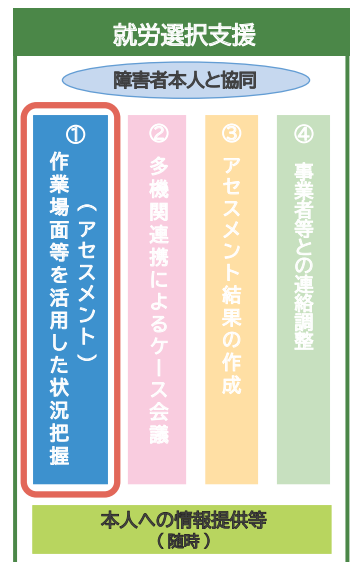 就労選択支援
障害者本人と協同
①
作業場面等を活用した状況把握
（アセスメント）
②
多機関連携によるケース会議
③
アセスメント結果の作成
④
事業者等との連絡調整
本人への情報提供等
（随時）